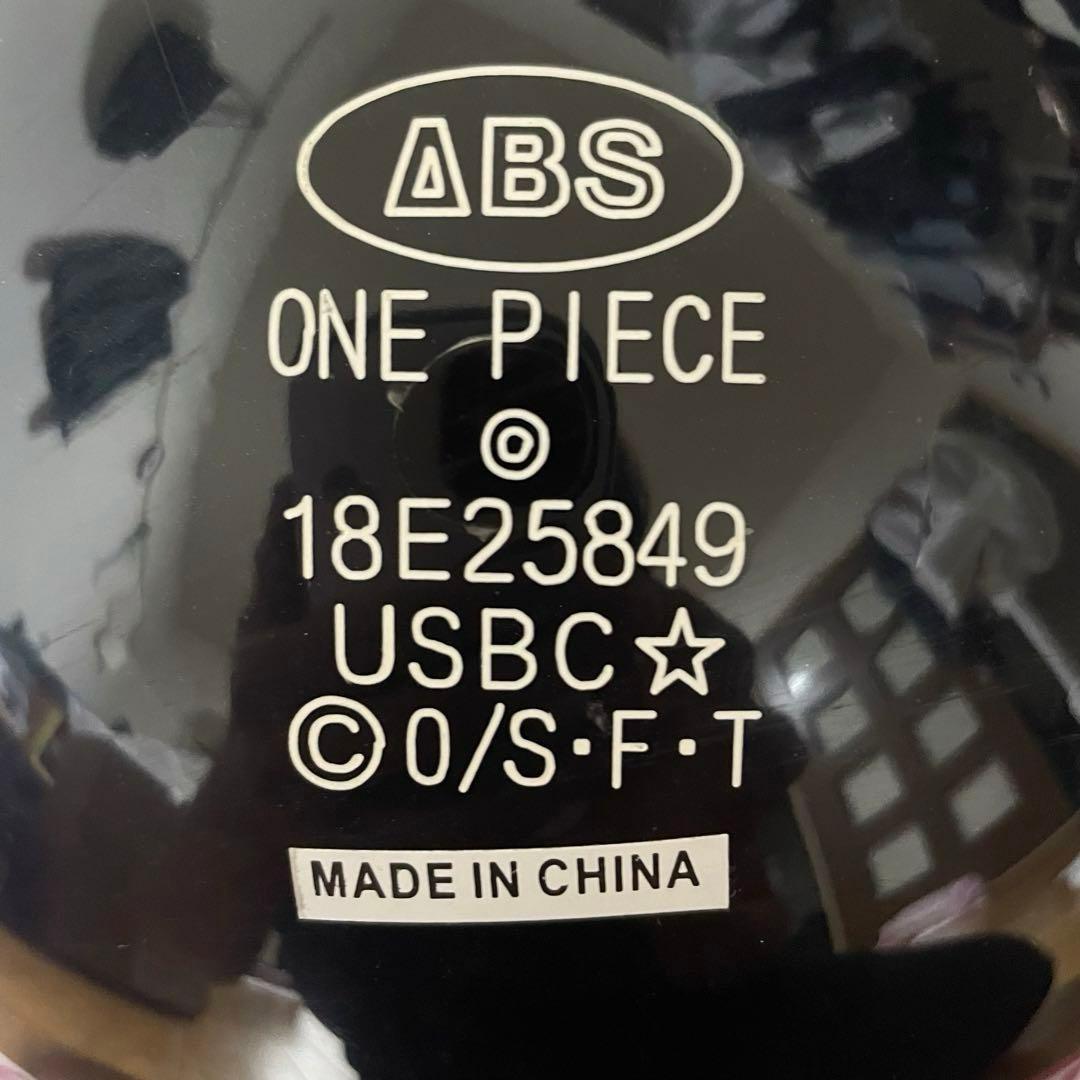 ABS
ONE PIECE
◎
18E25849
USBC☆
©O/S・F・T
MADE IN CHINA